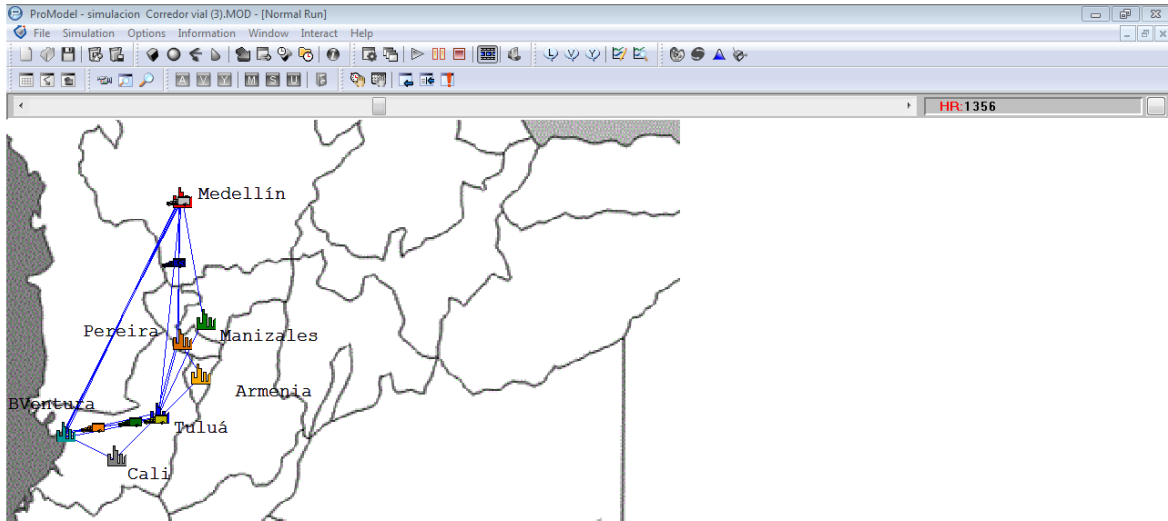 ProModel - simulacion Corredor vial (3).MOD - [Normal Run]
File Simulation Options Information Window Interact Help
HR:1356
Medellín
Pereira
Manizales
Armenia
BVentura
Tuluá
Cali